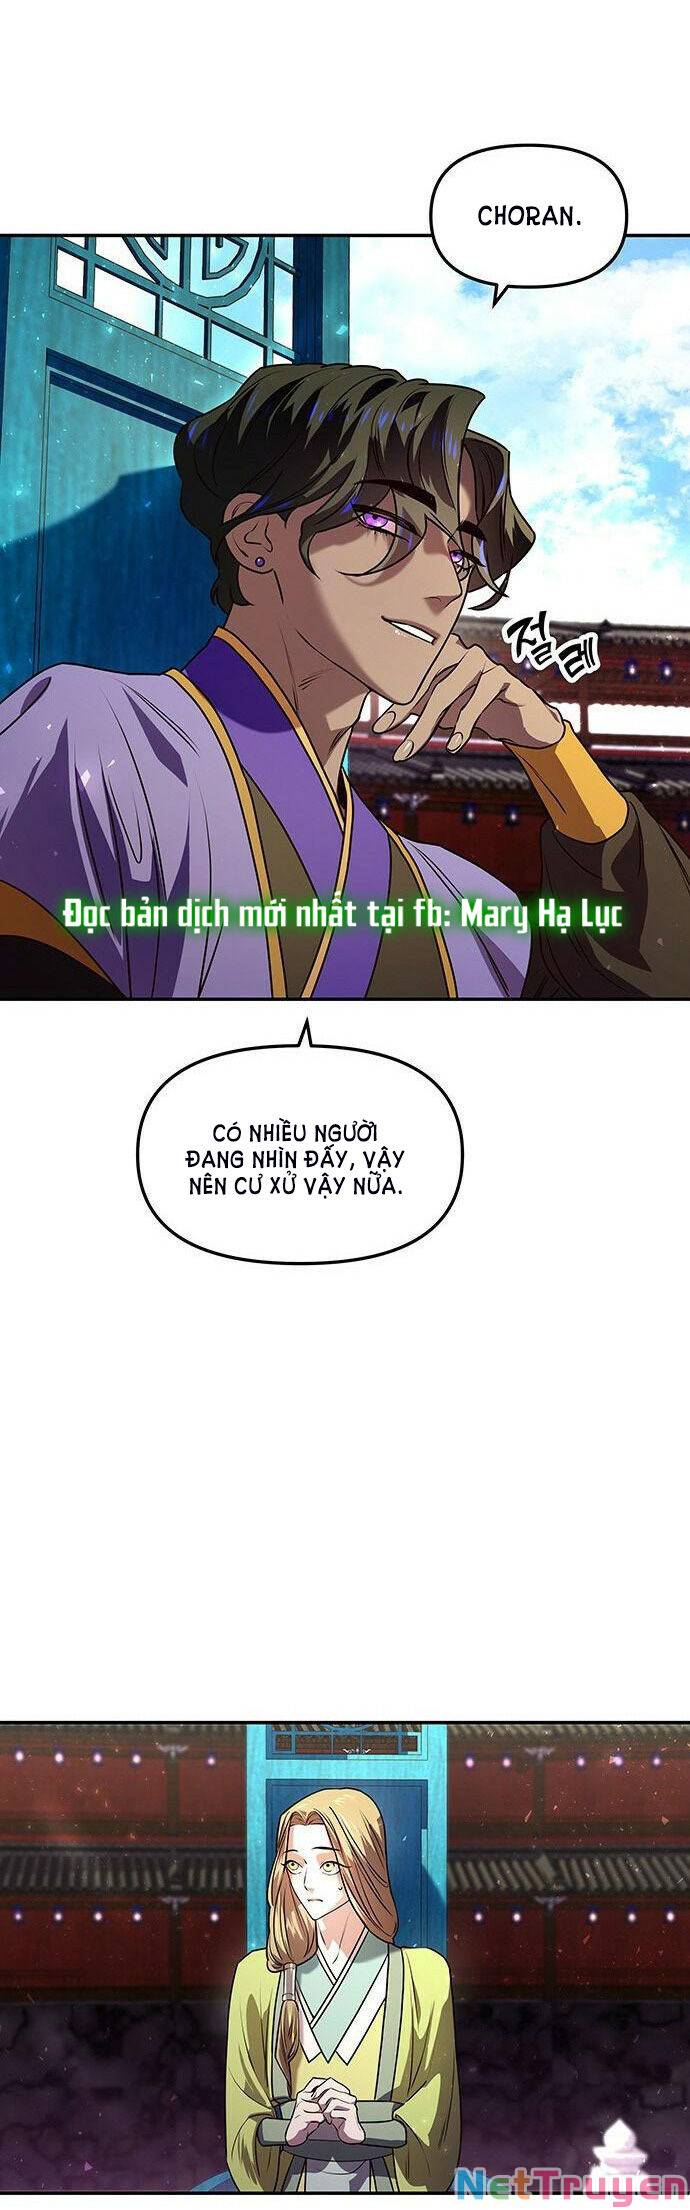 CHORAN.
절레
Đọc bản dịch mới nhất tại fb: Mary Hạ Lục
CÓ NHIỀU NGƯỜI
ĐANG NHÌN ĐẤY, VẬY
NÊN CƯ XỬ VẬY NỮA.
NetTruyen